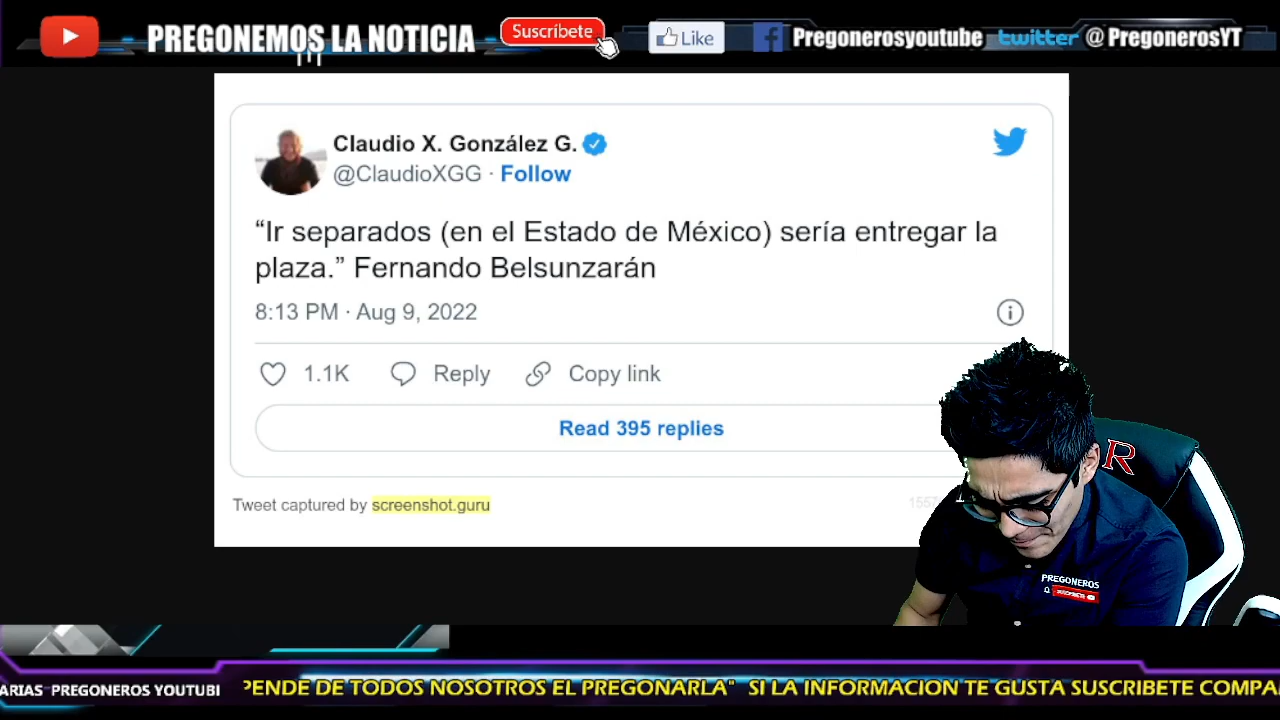 PREGONEMOS LA NOTICIA
Suscríbete
Like
Pregonerosyoutube
twitter @PregonerosYT
Claudio X. González G.
@ClaudioXGG · Follow
“Ir separados (en el Estado de México) sería entregar la
plaza.” Fernando Belsunzarán
8:13 PM · Aug 9, 2022
1.1K Reply Copy link
Read 395 replies
Tweet captured by screenshot.guru
R
PREGONEROS
ARIAS PREGONEROS YOUTUBI
PENDE DE TODOS NOSOTROS EL PREGONARLA" SI LA INFORMACION TE GUSTA SUSCRIBETE COMPA